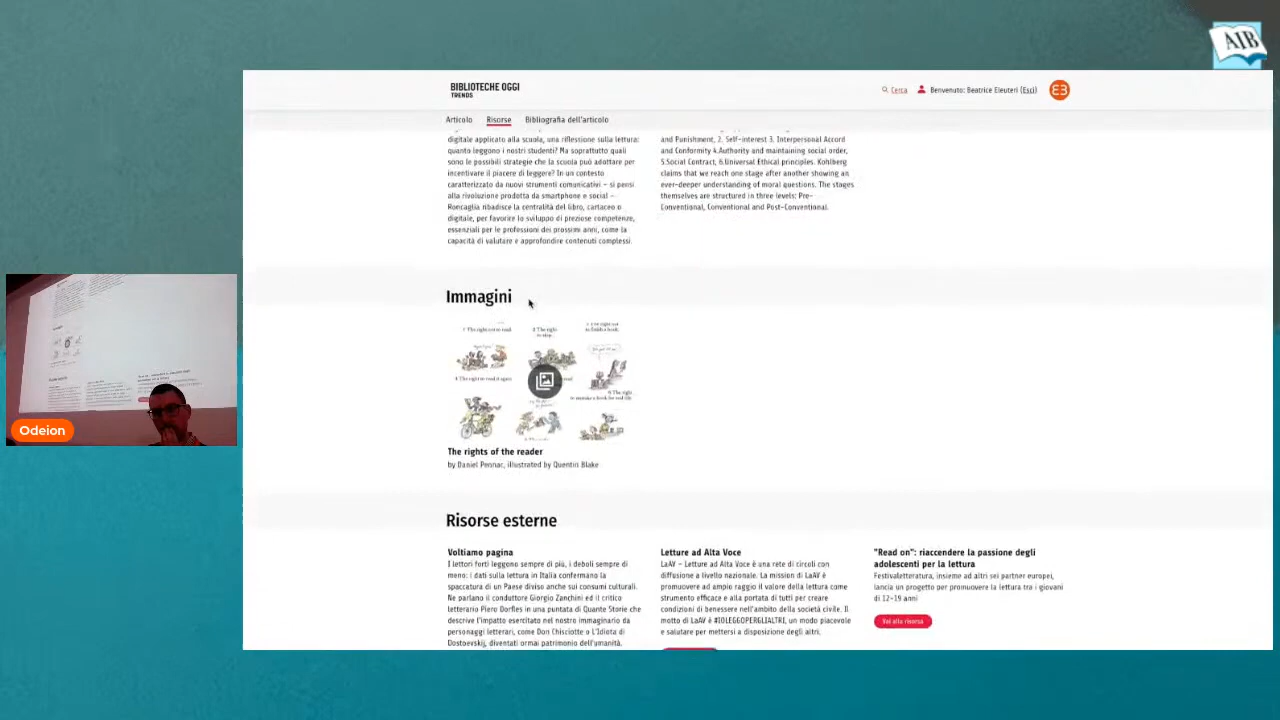 AIB
BIBLIOTECHE OGGI
TRENDS
Cerca
Benvenuto: Beatrice Eleuteri (Esci)
Articolo
Risorse
Bibliografia dell'articolo
digitale applicato alla scuola, una riflessione sulla lettura:
quanto leggono i nostri studenti? Ma soprattutto quali
sono le possibili strategie che la scuola può adottare per
incentivare il piacere di leggere? In un contesto
caratterizzato da nuovi strumenti comunicativi – si pensi
alla rivoluzione prodotta da smartphone e social –
Roncaglia ribadisce la centralità del libro, cartaceo o
digitale, per favorire lo sviluppo di preziose competenze,
essenziali per le professioni dei prossimi anni, come la
capacità di valutare e approfondire contenuti complessi.
and Punishment, 2. Self-interest 3. Interpersonal Accord
and Conformity 4.Authority and maintaining social order,
5.Social Contract, 6.Universal Ethical principles. Kohlberg
claims that we reach one stage after another showing an
ever-deeper understanding of moral questions. The stages
themselves are structured in three levels: Pre-
Conventional, Conventional and Post-Conventional.
Immagini
The rights of the reader
by Daniel Pennac, illustrated by Quentin Blake
Risorse esterne
Voltiamo pagina
I lettori forti leggono sempre di più, i deboli sempre di
meno: i dati sulla lettura in Italia confermano la
spaccatura di un Paese diviso anche sui consumi culturali.
Ne parlano il conduttore Giorgio Zanchini ed il critico
letterario Piero Dorfles in una puntata di Quante Storie che
descrive l'impatto esercitato nel nostro immaginario da
personaggi letterari, come Don Chisciotte o L'Idiota di
Dostoevskij, diventati ormai patrimonio dell'umanità.
Letture ad Alta Voce
LaAV – Letture ad Alta Voce è una rete di circoli con
diffusione a livello nazionale. La mission di LaAV è
promuovere ad ampio raggio il valore della lettura come
strumento efficace e alla portata di tutti per creare
condizioni di benessere nell'ambito della società civile. Il
motto di LaAV è #IOLEGGOPERGLIALTRI, un modo piacevole
e salutare per mettersi a disposizione degli altri.
"Read on": riaccendere la passione degli
adolescenti per la lettura
Festivaletteratura, insieme ad altri sei partner europei,
lancia un progetto per promuovere la lettura tra i giovani
di 12-19 anni
Vai alla risorsa
Odeion